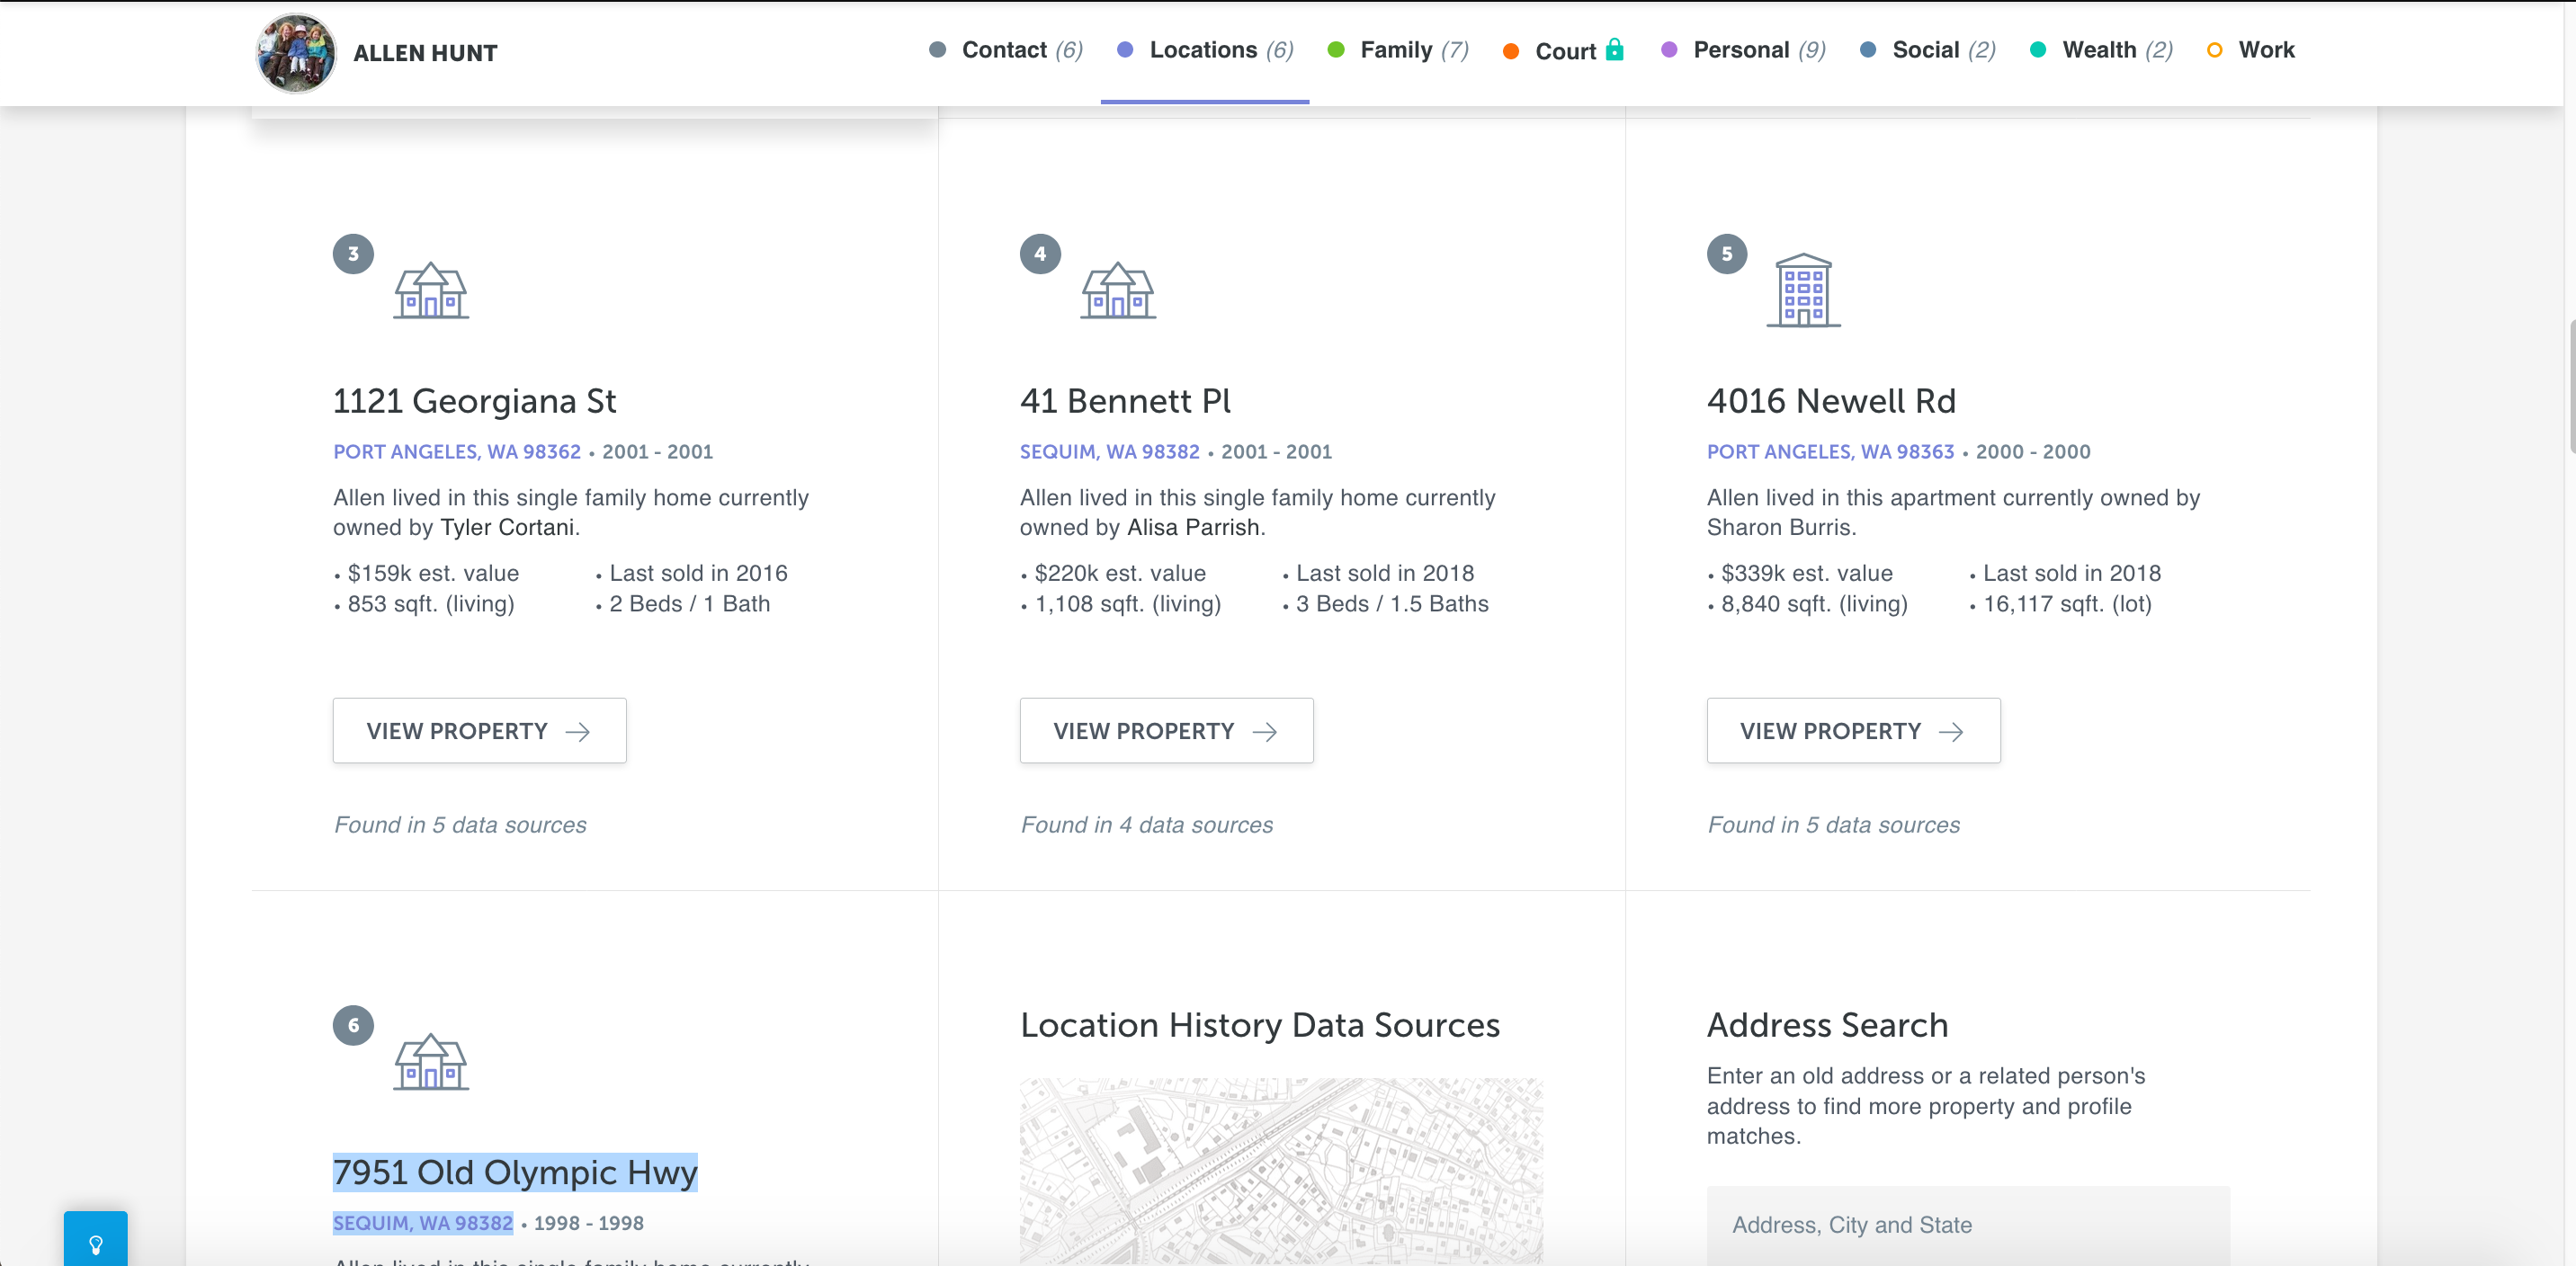 ALLEN HUNT
Contact (6)
Locations (6)
Family (7)
Court
Personal (9)
Social (2)
Wealth (2)
Work
3
1121 Georgiana St
PORT ANGELES, WA 98362 • 2001 - 2001
Allen lived in this single family home currently
owned by Tyler Cortani.
• $159k est. value
• Last sold in 2016
• 853 sqft. (living)
• 2 Beds / 1 Bath
VIEW PROPERTY
Found in 5 data sources
4
41 Bennett Pl
SEQUIM, WA 98382 • 2001 - 2001
Allen lived in this single family home currently
owned by Alisa Parrish.
• $220k est. value
• Last sold in 2018
• 1,108 sqft. (living)
• 3 Beds / 1.5 Baths
VIEW PROPERTY
Found in 4 data sources
5
4016 Newell Rd
PORT ANGELES, WA 98363 • 2000 - 2000
Allen lived in this apartment currently owned by
Sharon Burris.
• $339k est. value
• Last sold in 2018
• 8,840 sqft. (living)
• 16,117 sqft. (lot)
VIEW PROPERTY
Found in 5 data sources
6
7951 Old Olympic Hwy
SEQUIM, WA 98382 • 1998 - 1998
Allen lived in this single family home currently
Location History Data Sources
Address Search
Enter an old address or a related person's
address to find more property and profile
matches.
Address, City and State